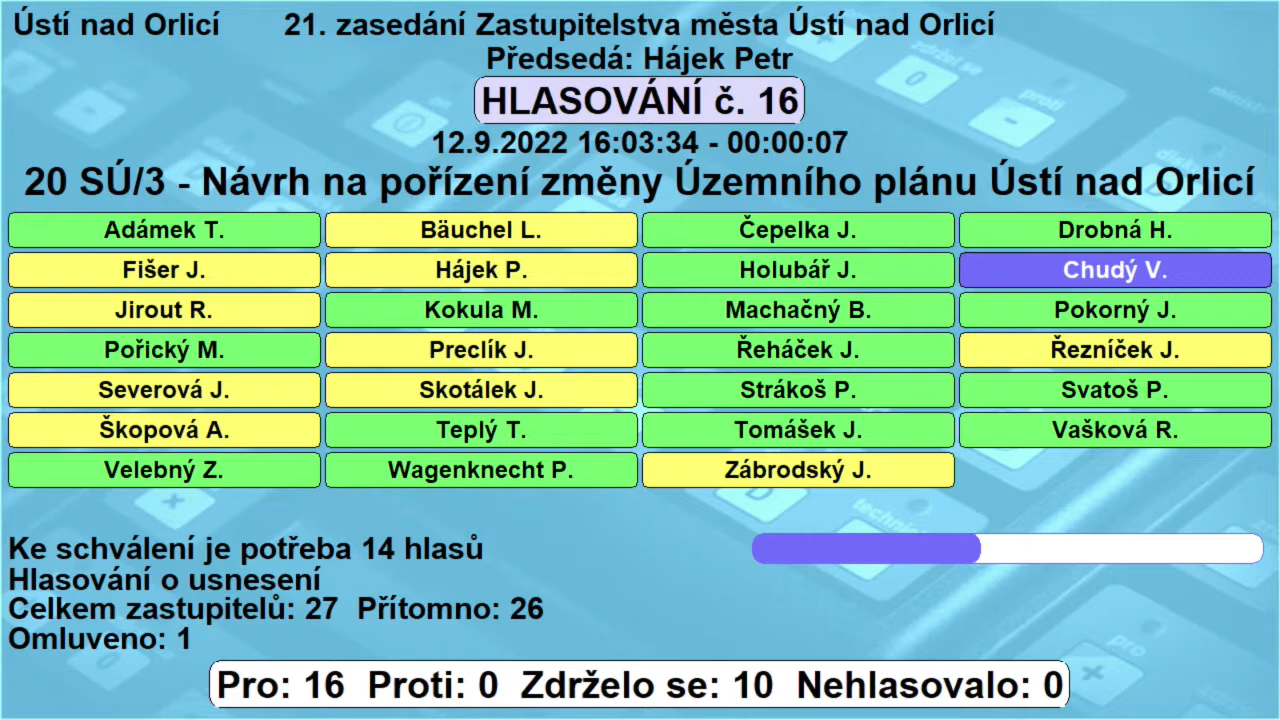 Ústí nad Orlicí 21. zasedání Zastupitelstva města Ústí nad Orlicí
Předsedá: Hájek Petr
HLASOVÁNÍ č. 16
12.9.2022 16:03:34 - 00:00:07
20 SÚ/3 - Návrh na pořízení změny Územního plánu Ústí nad Orlicí
Adámek T. Bäuchel L. Čepelka J. Drobná H.
Fišer J. Hájek P. Holubář J. Chudý V.
Jirout R. Kokula M. Machačný B. Pokorný J.
Pořický M. Preclík J. Řeháček J. Řezníček J.
Severová J. Skotálek J. Strákoš P. Svatoš P.
Škopová A. Teplý T. Tomášek J. Vašková R.
Velebný Z. Wagenknecht P. Zábrodský J.
Ke schválení je potřeba 14 hlasů
Hlasování o usnesení
Celkem zastupitelů: 27 Přítomno: 26
Omluveno: 1
Pro: 16 Proti: 0 Zdrželo se: 10 Nehlasovalo: 0